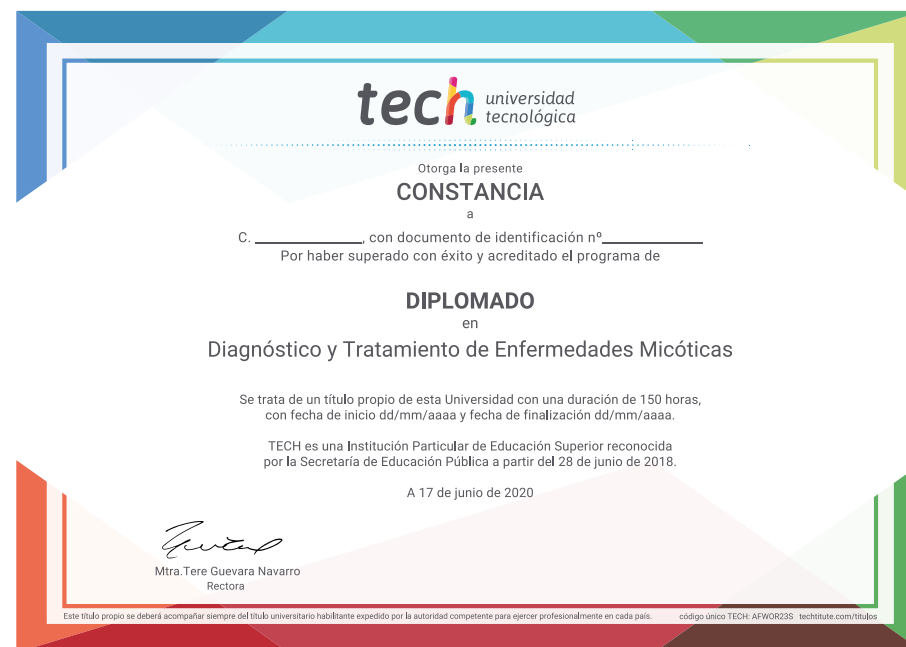 tech universidad
tecnológica
Otorga la presente
CONSTANCIA
a
C. ____________, con documento de identificación nº____________
Por haber superado con éxito y acreditado el programa de
DIPLOMADO
en
Diagnóstico y Tratamiento de Enfermedades Micóticas
Se trata de un título propio de esta Universidad con una duración de 150 horas,
con fecha de inicio dd/mm/aaaa y fecha de finalización dd/mm/aaaa.
TECH es una Institución Particular de Educación Superior reconocida
por la Secretaría de Educación Pública a partir del 28 de junio de 2018.
A 17 de junio de 2020
Mtra.Tere Guevara Navarro
Rectora
Este título propio se deberá acompañar siempre del título universitario habilitante expedido por la autoridad competente para ejercer profesionalmente en cada país. código único TECH: AFWOR23S techtitute.com/titulos